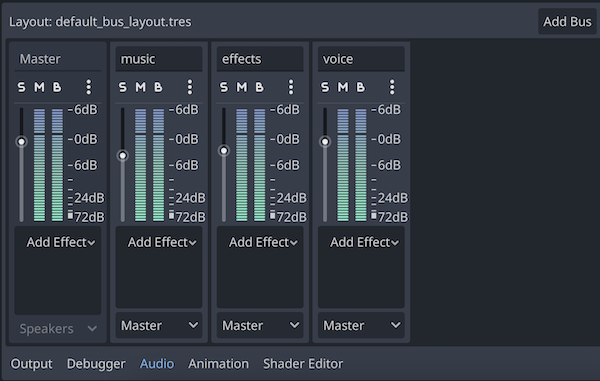 Layout: default_bus_layout.tres
Add Bus
Master
music
effects
voice
S M B
S M B
S M B
S M B
-6dB
-0dB
-6dB
-24dB
72dB
-6dB
-0dB
-6dB
-24dB
72dB
-6dB
-0dB
-6dB
-24dB
72dB
-6dB
-0dB
-6dB
-24dB
72dB
Add Effect
Add Effect
Add Effect
Add Effect
Speakers
Master
Master
Master
Output
Debugger
Audio
Animation
Shader Editor